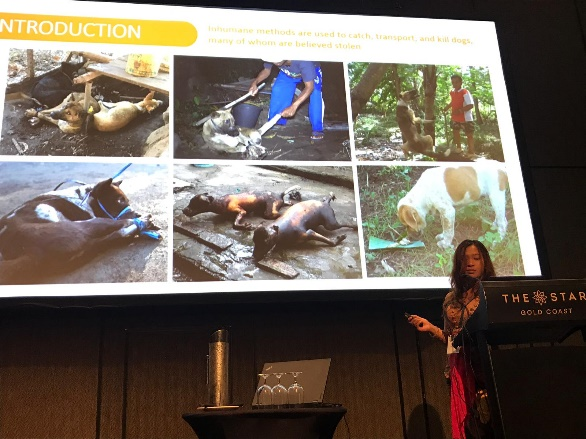 INTRODUCTION
Inhumane methods are used to catch, transport, and kill dogs,
many of whom are believed stolen
THE STAR
GOLD COAST